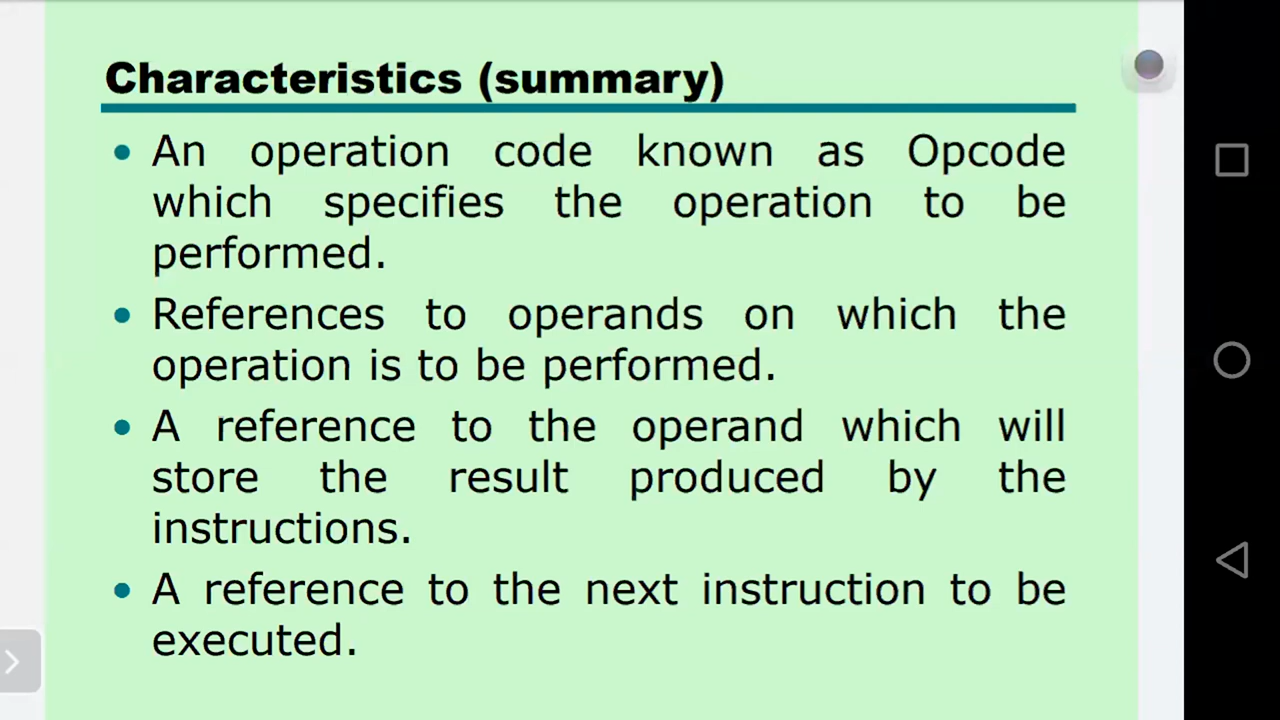 Characteristics (summary)
• An operation code known as Opcode
which specifies the operation to be
performed.
• References to operands on which the
operation is to be performed.
• A reference to the operand which will
store the result produced by the
instructions.
• A reference to the next instruction to be
executed.